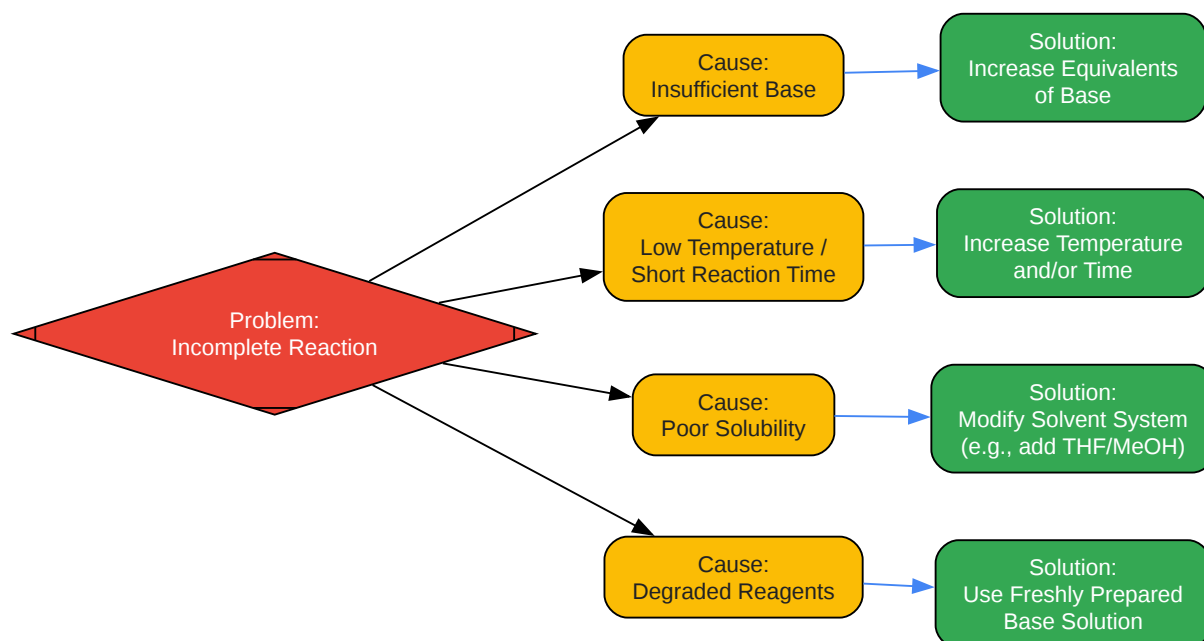 Problem:
Incomplete Reaction
Cause:
Insufficient Base
Solution:
Increase Equivalents
of Base
Cause:
Low Temperature /
Short Reaction Time
Solution:
Increase Temperature
and/or Time
Cause:
Poor Solubility
Solution:
Modify Solvent System
(e.g., add THF/MeOH)
Cause:
Degraded Reagents
Solution:
Use Freshly Prepared
Base Solution